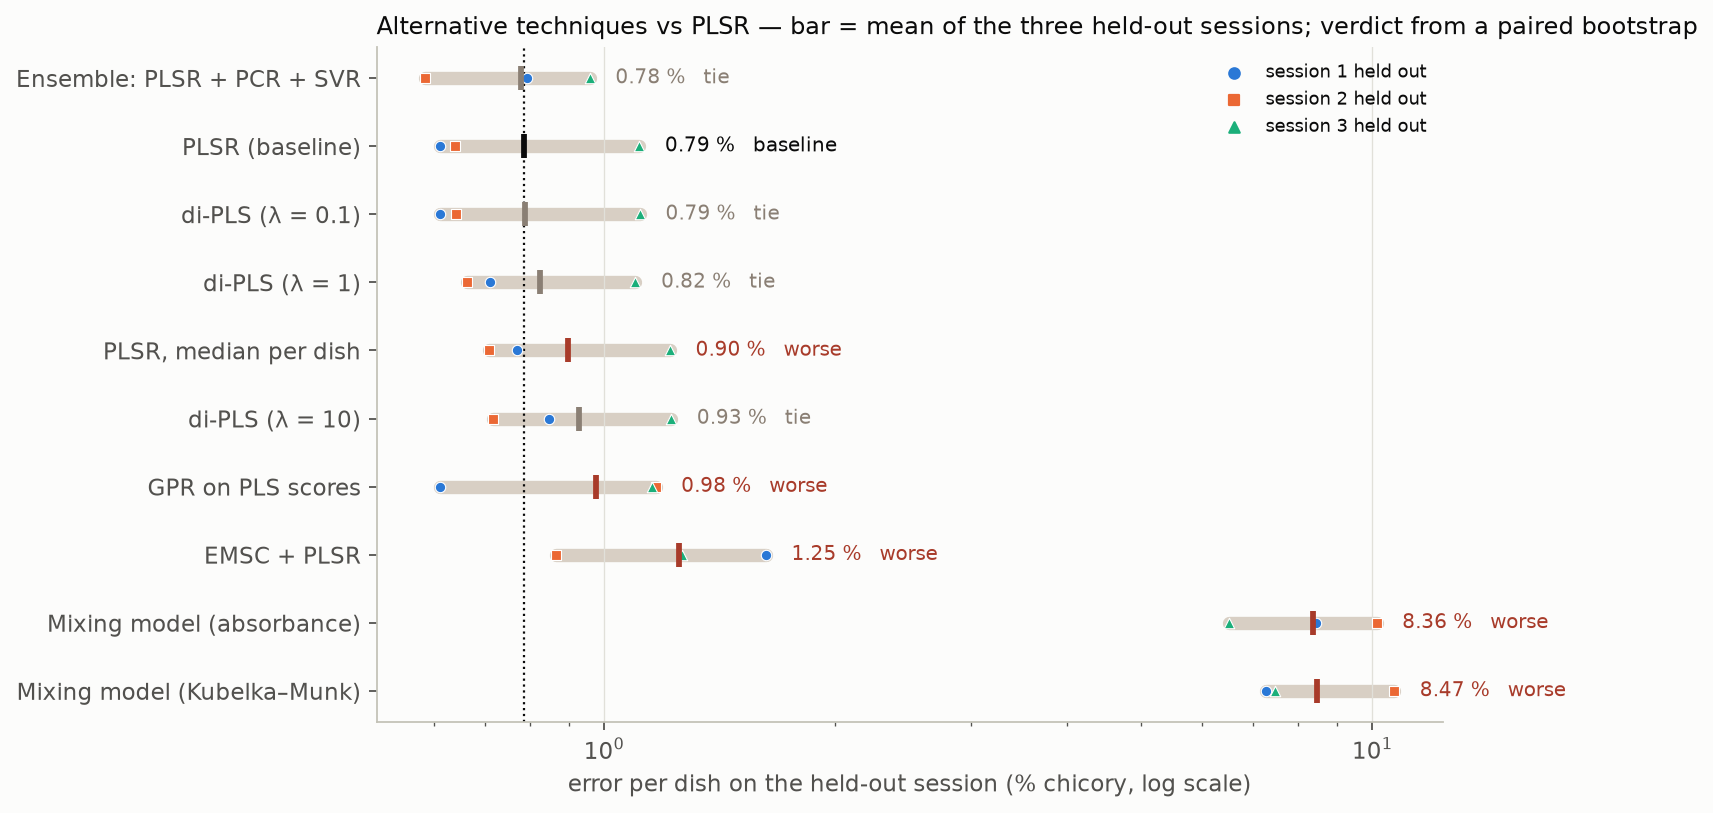 Alternative techniques vs PLSR — bar = mean of the three held-out sessions; verdict from a paired bootstrap
session 1 held out
session 2 held out
session 3 held out
Ensemble: PLSR + PCR + SVR 0.78 % tie
PLSR (baseline) 0.79 % baseline
di-PLS (λ = 0.1) 0.79 % tie
di-PLS (λ = 1) 0.82 % tie
PLSR, median per dish 0.90 % worse
di-PLS (λ = 10) 0.93 % tie
GPR on PLS scores 0.98 % worse
EMSC + PLSR 1.25 % worse
Mixing model (absorbance) 8.36 % worse
Mixing model (Kubelka–Munk) 8.47 % worse
10⁰ 10¹
error per dish on the held-out session (% chicory, log scale)